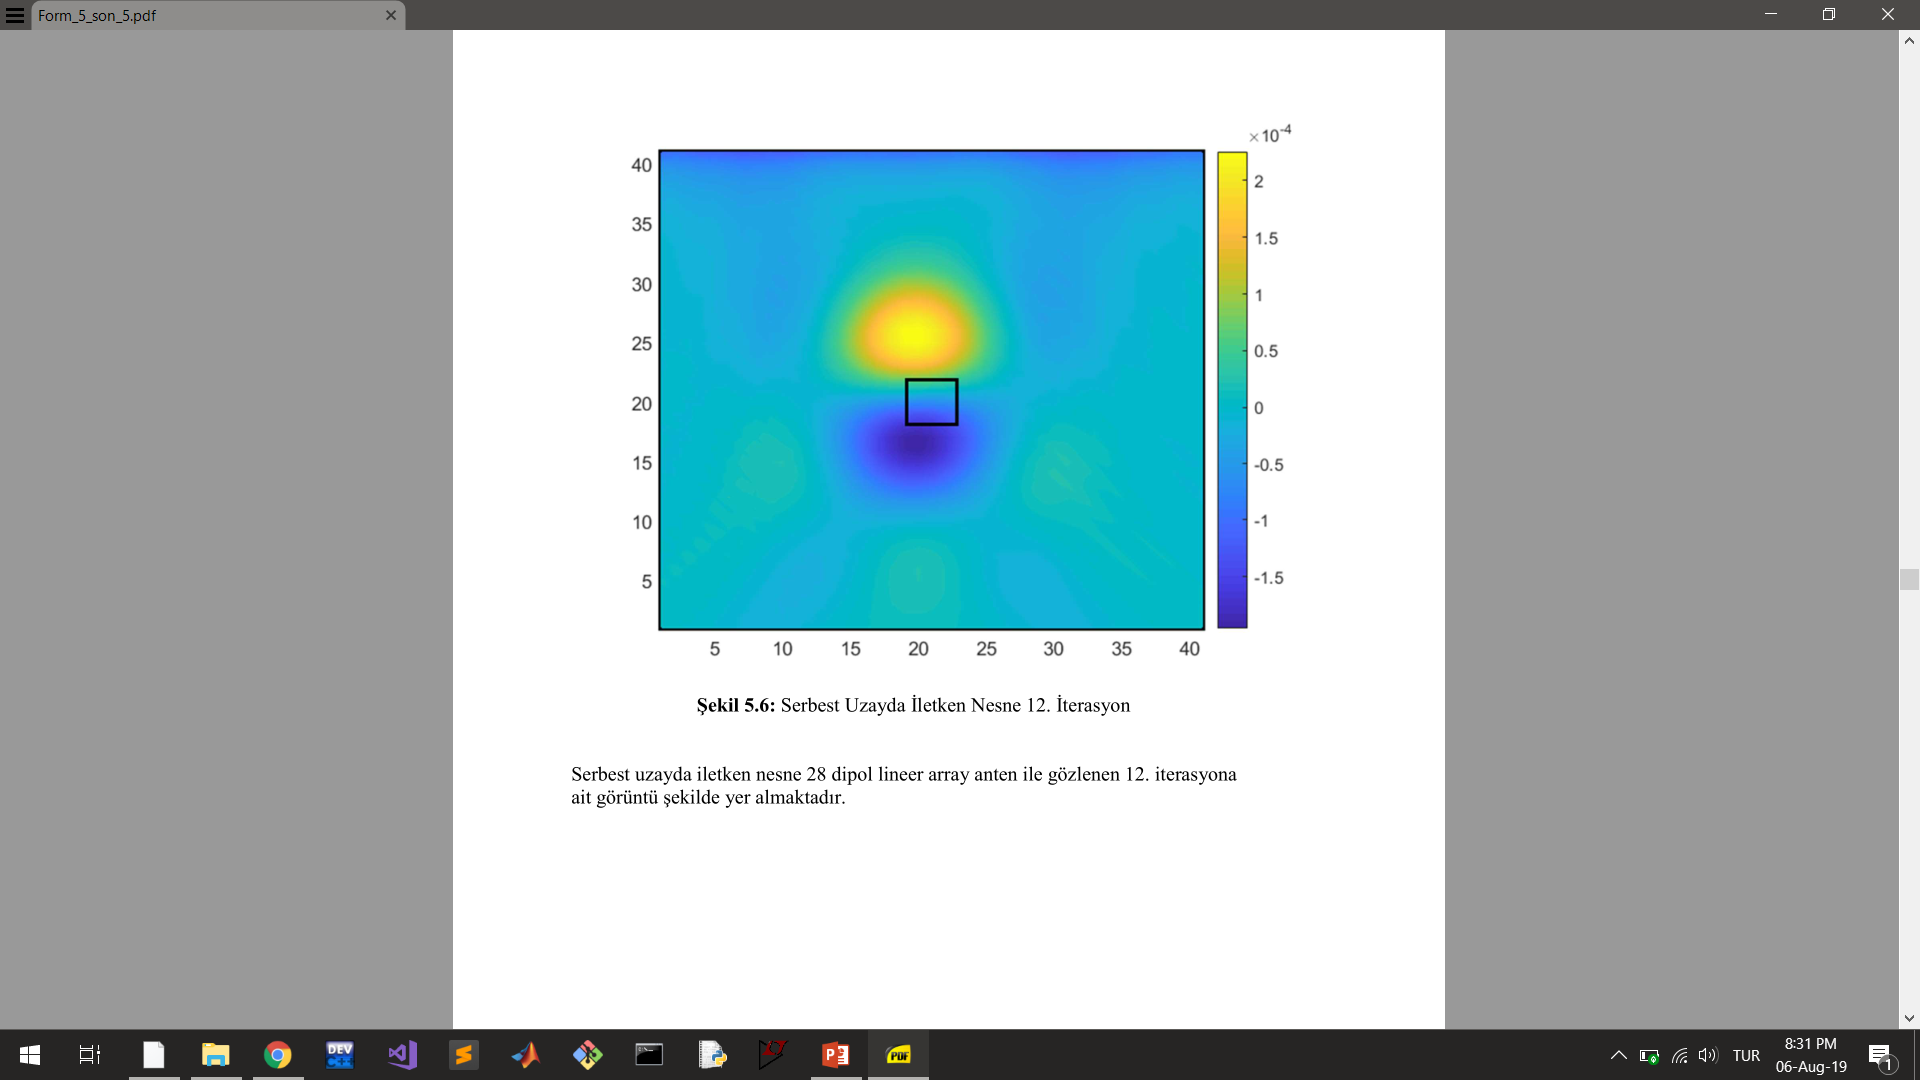 Form_5_son_5.pdf
×10-4
40
35
30
25
20
15
10
5
5 10 15 20 25 30 35 40
2
1.5
1
0.5
0
-0.5
-1
-1.5
Şekil 5.6: Serbest Uzayda İletken Nesne 12. İterasyon
Serbest uzayda iletken nesne 28 dipol lineer array anten ile gözlenen 12. iterasyona
ait görüntü şekilde yer almaktadır.
DEV
C++
P
PDF
TUR
8:31 PM
06-Aug-19
1